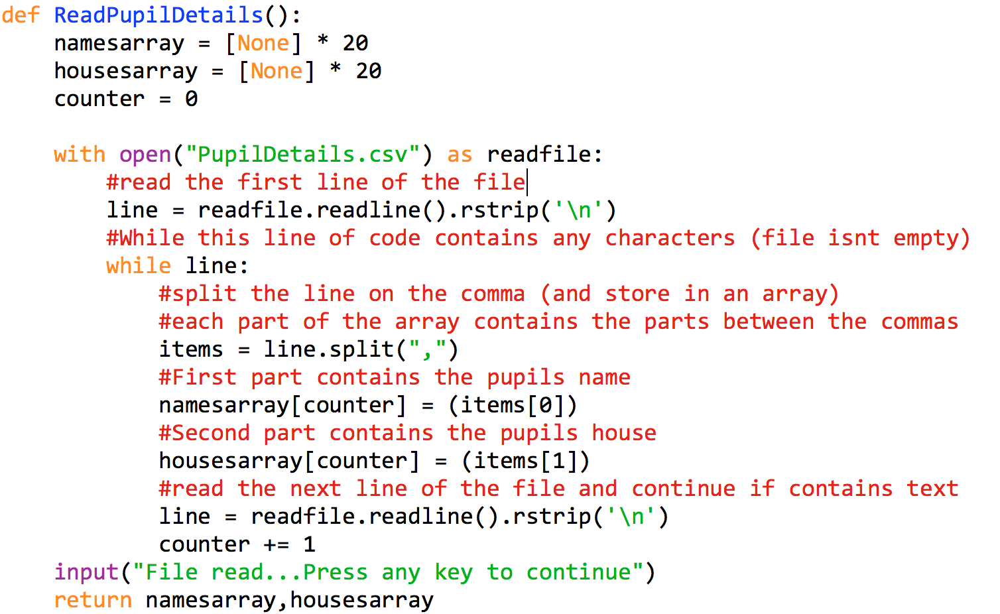 def ReadPupilDetails():
    namesarray = [None] * 20
    housesarray = [None] * 20
    counter = 0

    with open("PupilDetails.csv") as readfile:
        #read the first line of the file
        line = readfile.readline().rstrip('\n')
        #While this line of code contains any characters (file isnt empty)
        while line:
            #split the line on the comma (and store in an array)
            #each part of the array contains the parts between the commas
            items = line.split(",")
            #First part contains the pupils name
            namesarray[counter] = (items[0])
            #Second part contains the pupils house
            housesarray[counter] = (items[1])
            #read the next line of the file and continue if contains text
            line = readfile.readline().rstrip('\n')
            counter += 1
    input("File read...Press any key to continue")
    return namesarray,housesarray